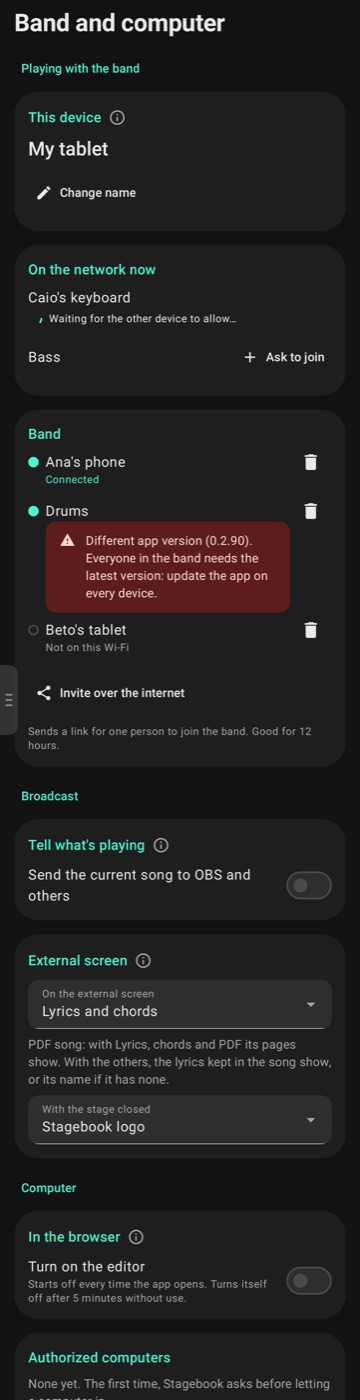 Band and computer
Playing with the band
This device
My tablet
Change name
On the network now
Caio's keyboard
Waiting for the other device to allow…
Bass
Ask to join
Band
Ana's phone
Connected
Drums
Different app version (0.2.90).
Everyone in the band needs the
latest version: update the app on
every device.
Beto's tablet
Not on this Wi-Fi
Invite over the internet
Sends a link for one person to join the band. Good for 12
hours.
Broadcast
Tell what's playing
Send the current song to OBS and
others
External screen
On the external screen
Lyrics and chords
PDF song: with Lyrics, chords and PDF its pages
show. With the others, the lyrics kept in the song show,
or its name if it has none.
With the stage closed
Stagebook logo
Computer
In the browser
Turn on the editor
Starts off every time the app opens. Turns itself
off after 5 minutes without use.
Authorized computers
None yet. The first time, Stagebook asks before letting